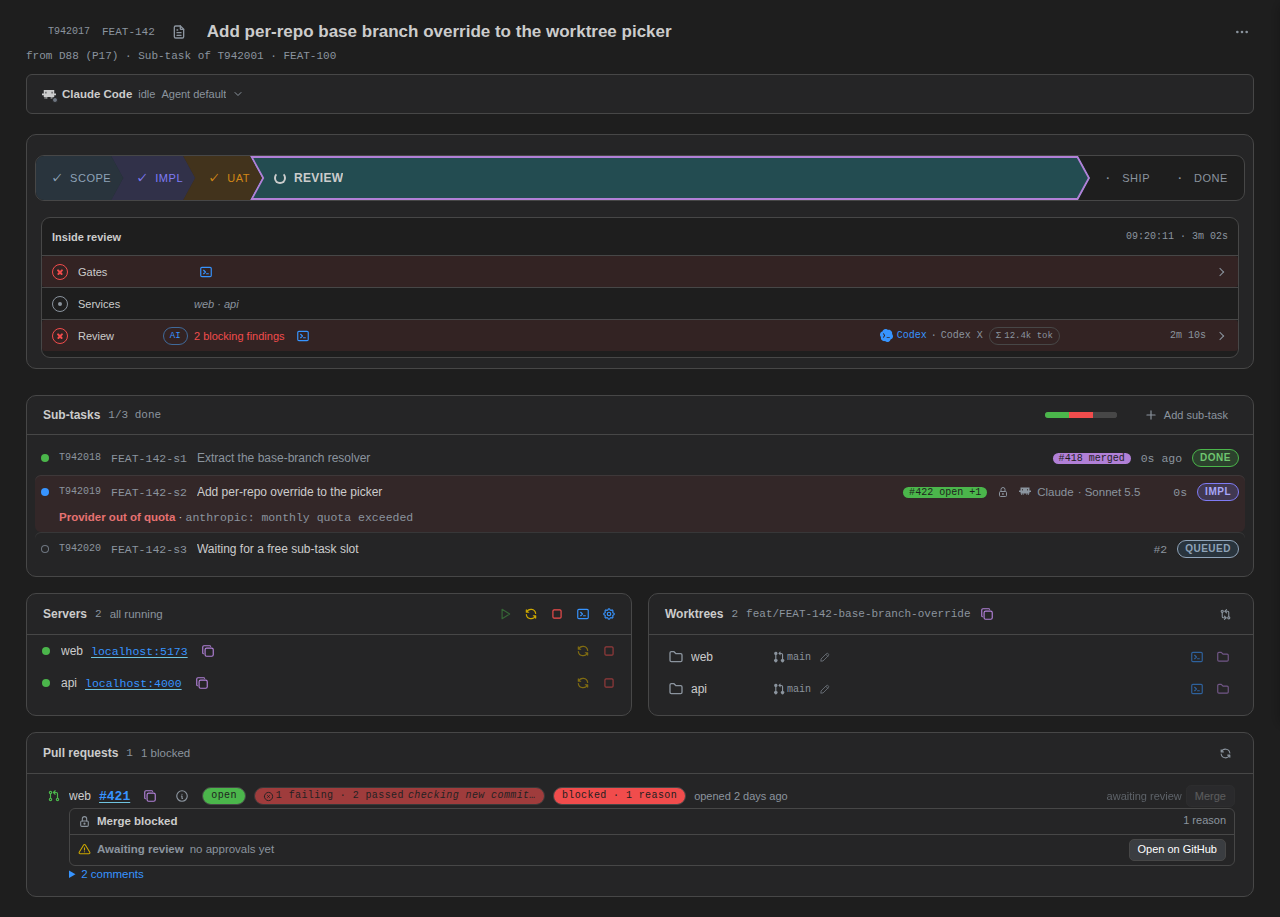 T942017 FEAT-142 Add per-repo base branch override to the worktree picker
from D88 (P17) · Sub-task of T942001 · FEAT-100
Claude Code idle Agent default
SCOPE IMPL UAT REVIEW SHIP DONE
Inside review 09:20:11 · 3m 02s
Gates
Services web · api
Review AI 2 blocking findings Codex · Codex X Σ 12.4k tok 2m 10s
Sub-tasks 1/3 done Add sub-task
T942018 FEAT-142-s1 Extract the base-branch resolver #418 merged 0s ago DONE
T942019 FEAT-142-s2 Add per-repo override to the picker #422 open +1 Claude · Sonnet 5.5 0s IMPL
Provider out of quota · anthropic: monthly quota exceeded
T942020 FEAT-142-s3 Waiting for a free sub-task slot #2 QUEUED
Servers 2 all running
web localhost:5173
api localhost:4000
Worktrees 2 feat/FEAT-142-base-branch-override
web main
api main
Pull requests 1 1 blocked
web #421 open 1 failing · 2 passed checking new commit… blocked · 1 reason opened 2 days ago awaiting review Merge
Merge blocked 1 reason
Awaiting review no approvals yet Open on GitHub
2 comments